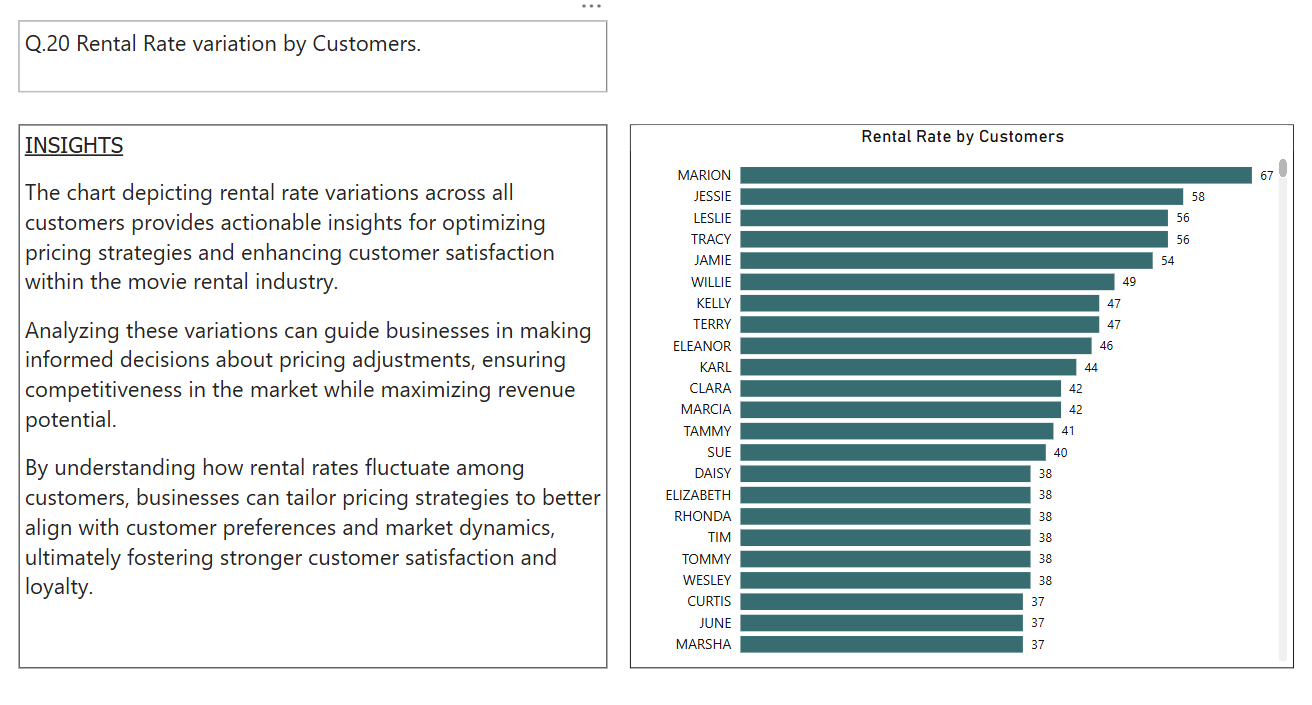 Q.20 Rental Rate variation by Customers.
INSIGHTS
The chart depicting rental rate variations across all
customers provides actionable insights for optimizing
pricing strategies and enhancing customer satisfaction
within the movie rental industry.
Analyzing these variations can guide businesses in making
informed decisions about pricing adjustments, ensuring
competitiveness in the market while maximizing revenue
potential.
By understanding how rental rates fluctuate among
customers, businesses can tailor pricing strategies to better
align with customer preferences and market dynamics,
ultimately fostering stronger customer satisfaction and
loyalty.
Rental Rate by Customers
MARION 67
JESSIE 58
LESLIE 56
TRACY 56
JAMIE 54
WILLIE 49
KELLY 47
TERRY 47
ELEANOR 46
KARL 44
CLARA 42
MARCIA 42
TAMMY 41
SUE 40
DAISY 38
ELIZABETH 38
RHONDA 38
TIM 38
TOMMY 38
WESLEY 38
CURTIS 37
JUNE 37
MARSHA 37